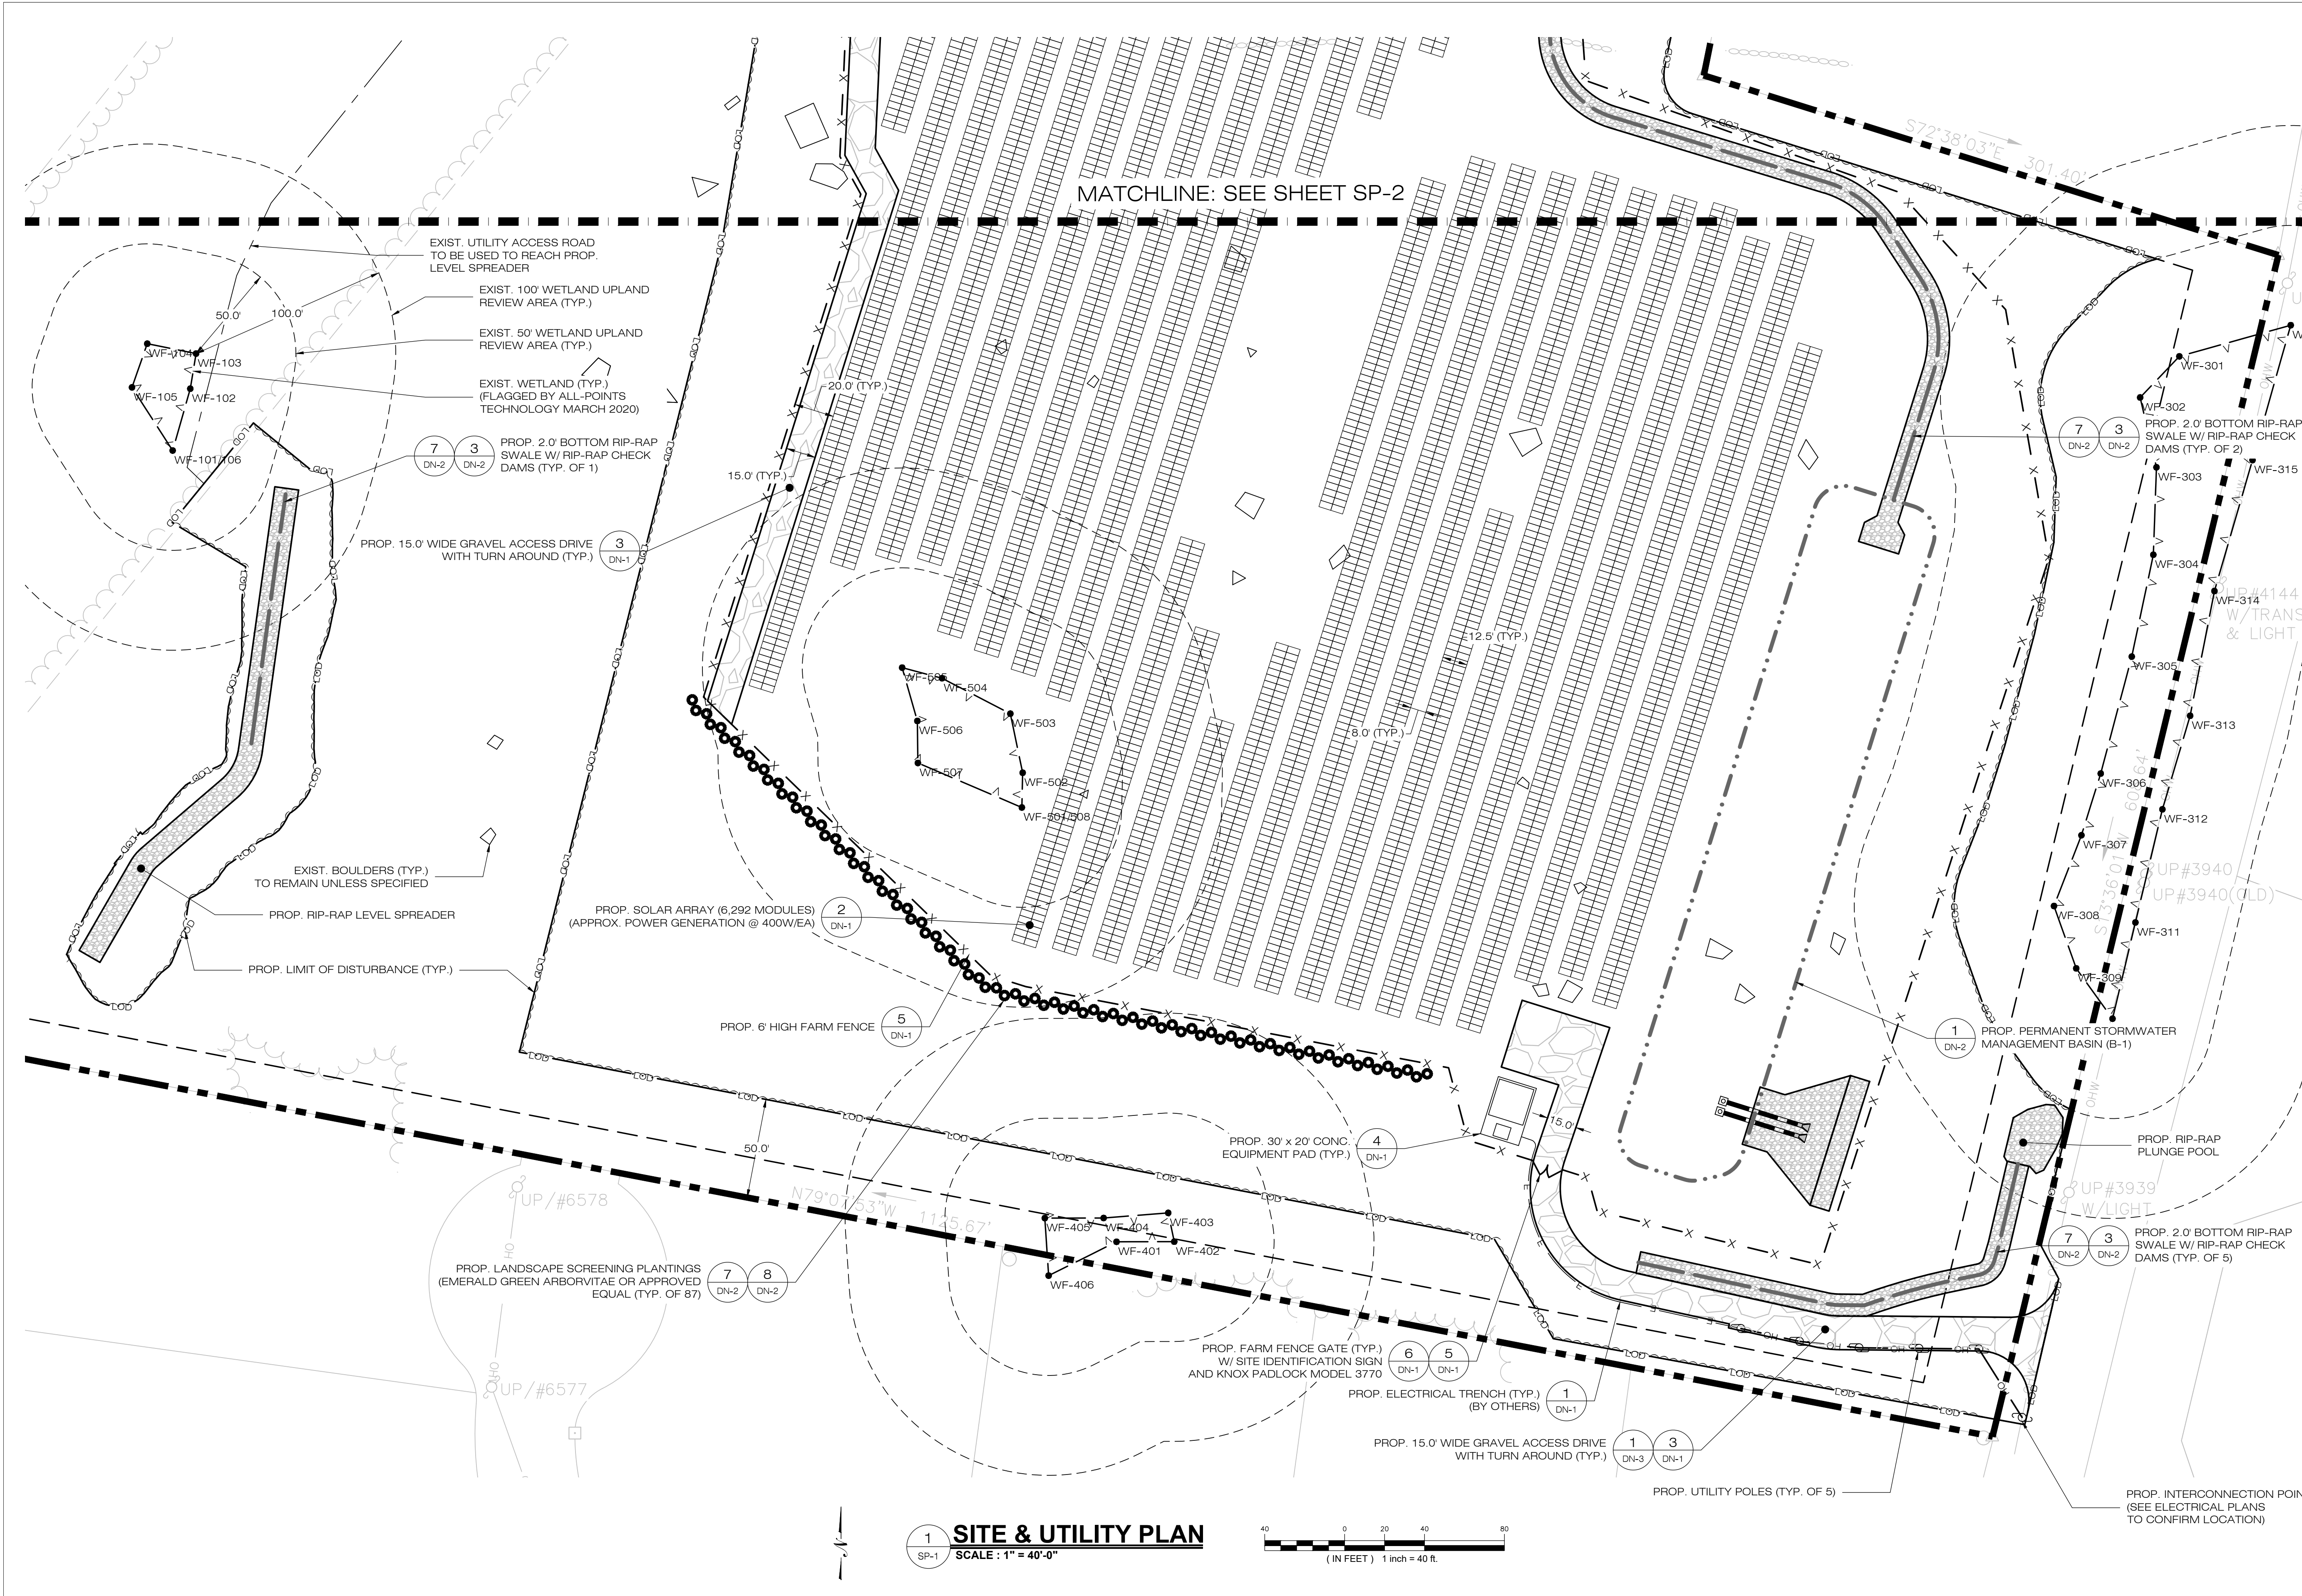 S72°38'03"E
301.40'
MATCHLINE: SEE SHEET SP-2
EXIST. UTILITY ACCESS ROAD
TO BE USED TO REACH PROP.
LEVEL SPREADER
EXIST. 100' WETLAND UPLAND
REVIEW AREA (TYP.)
EXIST. 50' WETLAND UPLAND
REVIEW AREA (TYP.)
EXIST. WETLAND (TYP.)
(FLAGGED BY ALL-POINTS
TECHNOLOGY MARCH 2020)
50.0'
100.0'
WF-104
WF-103
WF-105
WF-102
WF-101/106
7
DN-2
3
DN-2
PROP. 2.0' BOTTOM RIP-RAP
SWALE W/ RIP-RAP CHECK
DAMS (TYP. OF 1)
20.0' (TYP.)
15.0' (TYP.)
PROP. 15.0' WIDE GRAVEL ACCESS DRIVE
WITH TURN AROUND (TYP.)
3
DN-1
WF-301
WF-302
7
DN-2
3
DN-2
PROP. 2.0' BOTTOM RIP-RAP
SWALE W/ RIP-RAP CHECK
DAMS (TYP. OF 2)
WF-303
WF-315
WF-304
WF-314
UP#4144
W/TRANS
& LIGHT
WF-305
WF-313
WF-306
WF-312
WF-307
UP#3940
UP#3940(OLD)
WF-308
WF-311
WF-309
S13°36'01"W
12.5' (TYP.)
8.0' (TYP.)
WF-505
WF-504
WF-503
WF-506
WF-507
WF-502
WF-501/508
EXIST. BOULDERS (TYP.)
TO REMAIN UNLESS SPECIFIED
PROP. RIP-RAP LEVEL SPREADER
PROP. LIMIT OF DISTURBANCE (TYP.)
PROP. SOLAR ARRAY (6,292 MODULES)
(APPROX. POWER GENERATION @ 400W/EA)
2
DN-1
PROP. 6' HIGH FARM FENCE
5
DN-1
1
DN-2
PROP. PERMANENT STORMWATER
MANAGEMENT BASIN (B-1)
PROP. 30' x 20' CONC.
EQUIPMENT PAD (TYP.)
4
DN-1
15.0'
PROP. RIP-RAP
PLUNGE POOL
UP#3939
W/LIGHT
7
DN-2
3
DN-2
PROP. 2.0' BOTTOM RIP-RAP
SWALE W/ RIP-RAP CHECK
DAMS (TYP. OF 5)
50.0'
N79°07'53"W
1125.67'
UP/#6578
UP/#6577
WF-405
WF-404
WF-403
WF-401
WF-402
WF-406
PROP. LANDSCAPE SCREENING PLANTINGS
(EMERALD GREEN ARBORVITAE OR APPROVED
EQUAL (TYP. OF 87)
7
DN-2
8
DN-2
PROP. FARM FENCE GATE (TYP.)
W/ SITE IDENTIFICATION SIGN
AND KNOX PADLOCK MODEL 3770
6
DN-1
5
DN-1
PROP. ELECTRICAL TRENCH (TYP.)
(BY OTHERS)
1
DN-1
PROP. 15.0' WIDE GRAVEL ACCESS DRIVE
WITH TURN AROUND (TYP.)
1
DN-3
3
DN-1
PROP. UTILITY POLES (TYP. OF 5)
PROP. INTERCONNECTION POIN
(SEE ELECTRICAL PLANS
TO CONFIRM LOCATION)
N
1
SP-1
SITE & UTILITY PLAN
SCALE : 1" = 40'-0"
40 0 20 40 80
( IN FEET ) 1 inch = 40 ft.